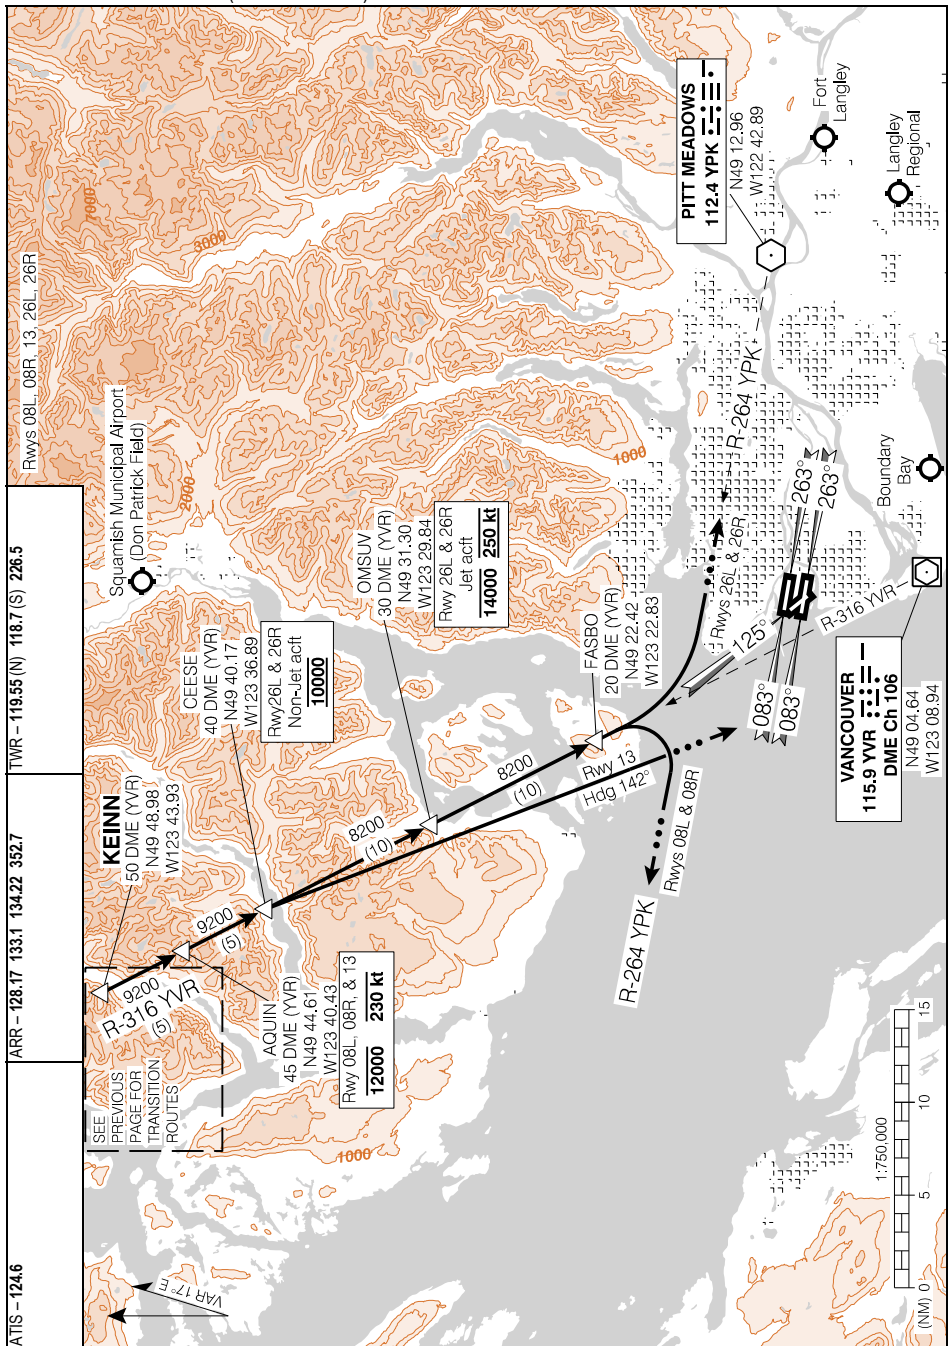 ATIS – 124.6
ARR – 128.17 133.1 134.22 352.7
TWR – 119.55 (N) 118.7 (S) 226.5
Rwys 08L, 08R, 13, 26L, 26R
SEE
PREVIOUS
PAGE FOR
TRANSITION
ROUTES
VAR 17° E
KEINN
50 DME (YVR)
N49 48.98
W123 43.93
9200
R-316 YVR
(5)
AQUIN
45 DME (YVR)
N49 44.61
W123 40.43
Rwy 08L, 08R, & 13
12000 230 kt
9200
(5)
CEESE
40 DME (YVR)
N49 40.17
W123 36.89
Rwy26L & 26R
Non-Jet acft
10000
8200
(10)
OMSUV
30 DME (YVR)
N49 31.30
W123 29.84
Rwy 26L & 26R
Jet acft
14000 250 kt
8200
(10)
FASBO
20 DME (YVR)
N49 22.42
W123 22.83
Rwy 13
Hdg 142°
Rwys 08L & 08R
R-264 YPK
Rwys 26L & 26R
R-264 YPK
R-316 YVR
125°
083°
083°
263°
263°
Squamish Municipal Airport
(Don Patrick Field)
PITT MEADOWS
112.4 YPK
N49 12.96
W122 42.89
Fort
Langley
Langley
Regional
Boundary
Bay
VANCOUVER
115.9 YVR
DME Ch 106
N49 04.64
W123 08.94
7000
3000
2000
1000
1000
1:750,000
(NM) 0 5 10 15